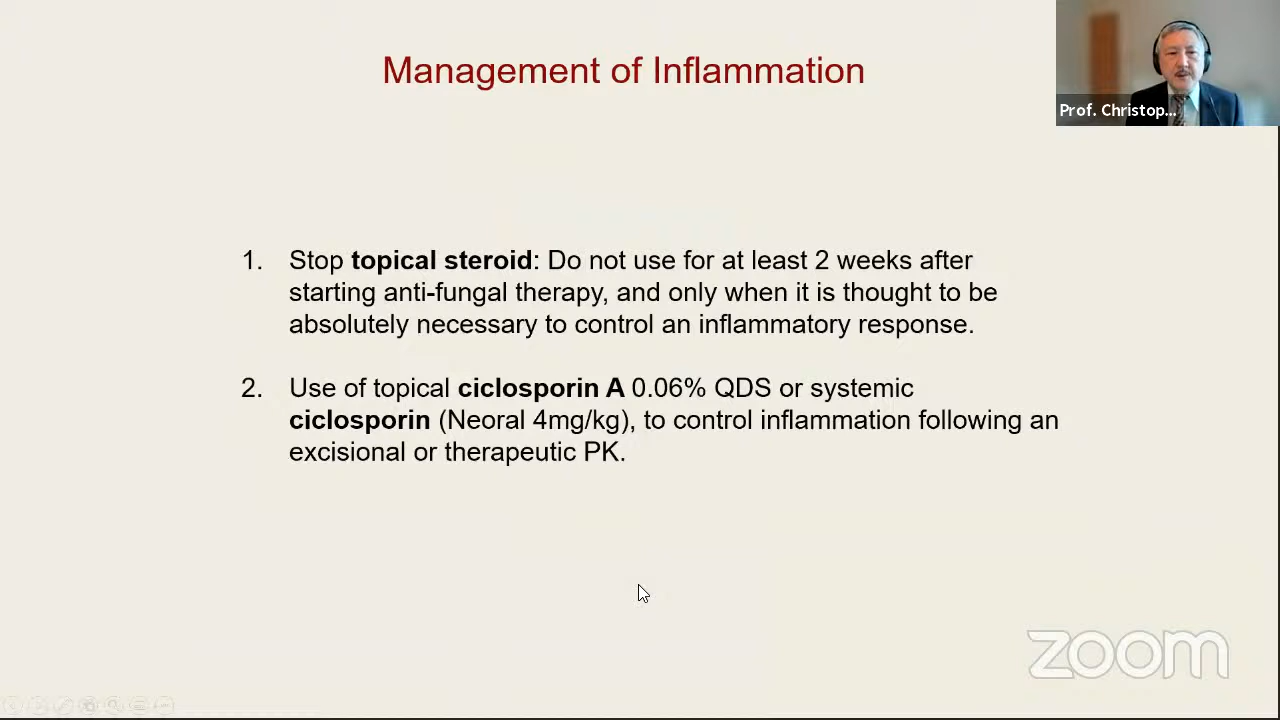 Management of Inflammation
Prof. Christop...
1. Stop topical steroid: Do not use for at least 2 weeks after
starting anti-fungal therapy, and only when it is thought to be
absolutely necessary to control an inflammatory response.
2. Use of topical ciclosporin A 0.06% QDS or systemic
ciclosporin (Neoral 4mg/kg), to control inflammation following an
excisional or therapeutic PK.
zoom